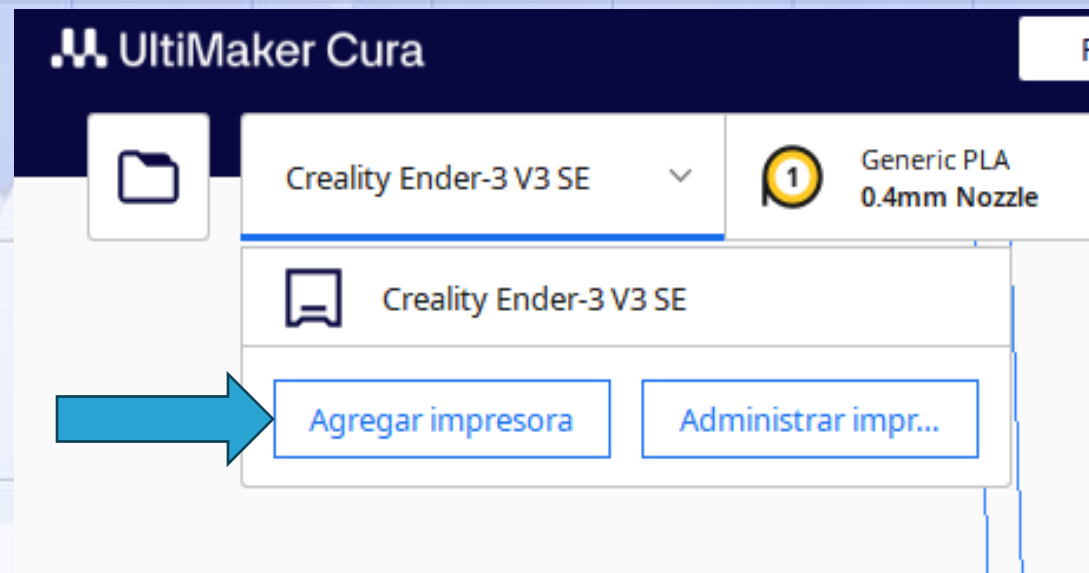 UltiMaker Cura
Creality Ender-3 V3 SE
1
Generic PLA
0.4mm Nozzle
Creality Ender-3 V3 SE
Agregar impresora
Administrar impr...